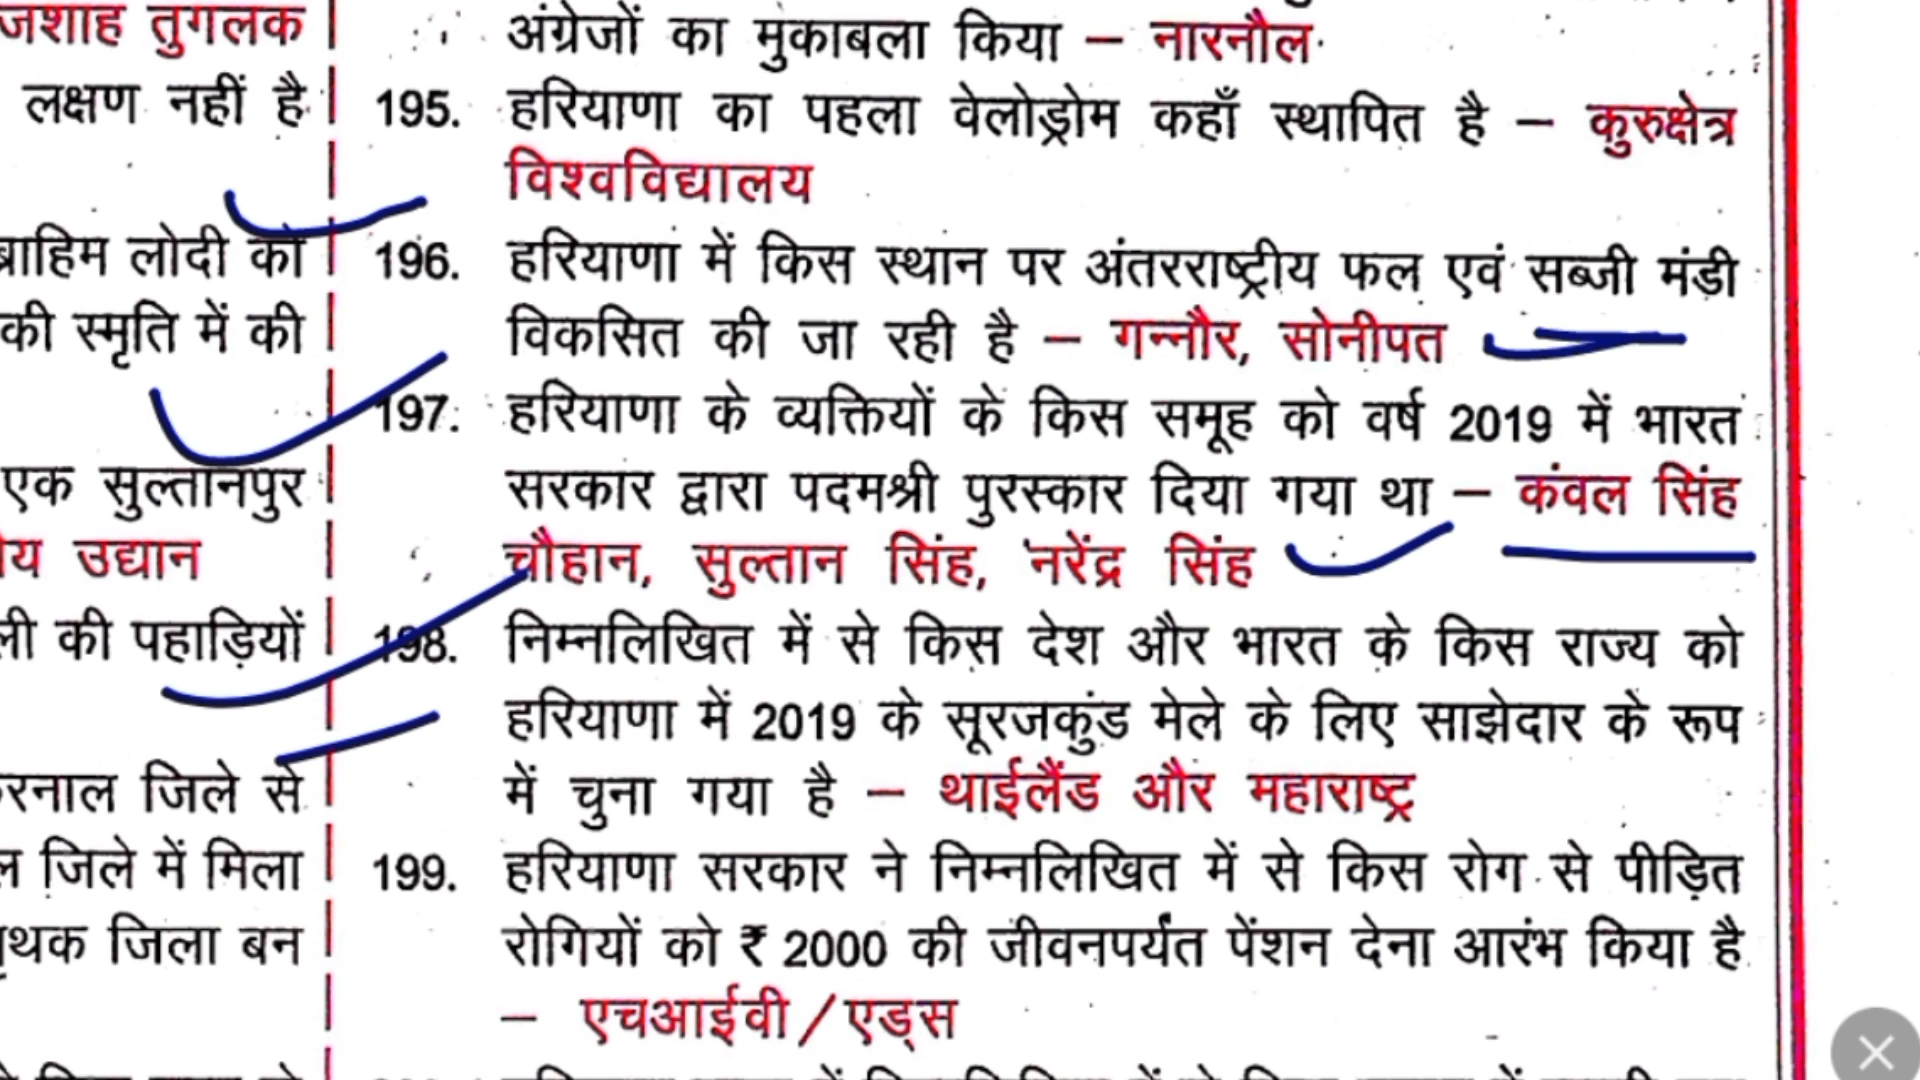 तुगलक
लक्षण नहीं है
लोदी को
की स्मृति में की
एक सुल्तानपुर
उद्यान
की पहाड़ियों
जिले से
जिले में मिला
जिला बन
अंग्रेजों का मुकाबला किया – नारनौल
195. हरियाणा का पहला वेलोड्रोम कहाँ स्थापित है – कुरुक्षेत्र
विश्वविद्यालय
196. हरियाणा में किस स्थान पर अंतरराष्ट्रीय फल एवं सब्जी मंडी
विकसित की जा रही है – गन्नौर, सोनीपत
197. हरियाणा के व्यक्तियों के किस समूह को वर्ष 2019 में भारत
सरकार द्वारा पदमश्री पुरस्कार दिया गया था – कंवल सिंह
चौहान, सुल्तान सिंह, नरेंद्र सिंह
198. निम्नलिखित में से किस देश और भारत के किस राज्य को
हरियाणा में 2019 के सूरजकुंड मेले के लिए साझेदार के रूप
में चुना गया है – थाईलैंड और महाराष्ट्र
199. हरियाणा सरकार ने निम्नलिखित में से किस रोग से पीड़ित
रोगियों को ₹ 2000 की जीवनपर्यंत पेंशन देना आरंभ किया है
– एचआईवी/एड्स